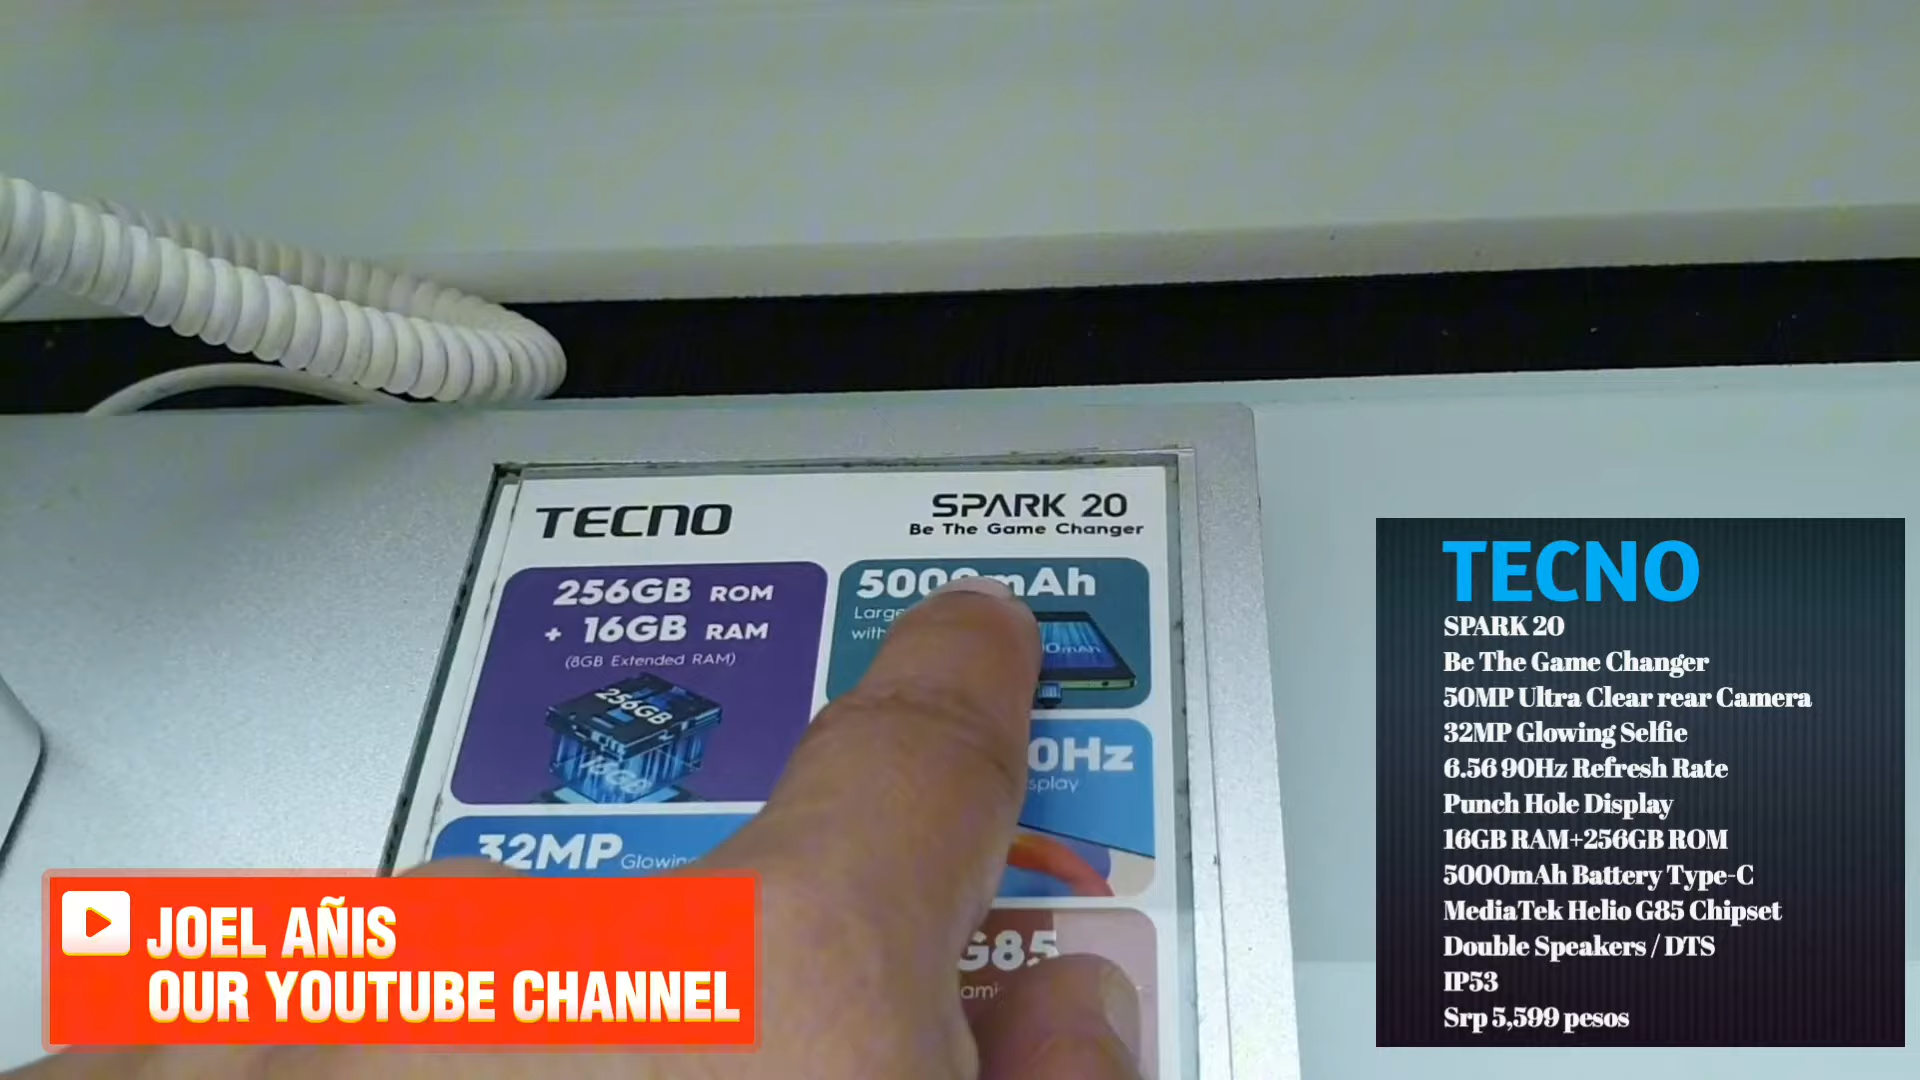 TECNO
SPARK 20
Be The Game Changer
256GB ROM
+ 16GB RAM
(8GB Extended RAM)
256GB
16GB
5000mAh
32MP Glowing
G85
JOEL AÑIS
OUR YOUTUBE CHANNEL
TECNO
SPARK 20
Be The Game Changer
50MP Ultra Clear rear Camera
32MP Glowing Selfie
6.56 90Hz Refresh Rate
Punch Hole Display
16GB RAM+256GB ROM
5000mAh Battery Type-C
MediaTek Helio G85 Chipset
Double Speakers / DTS
IP53
Srp 5,599 pesos